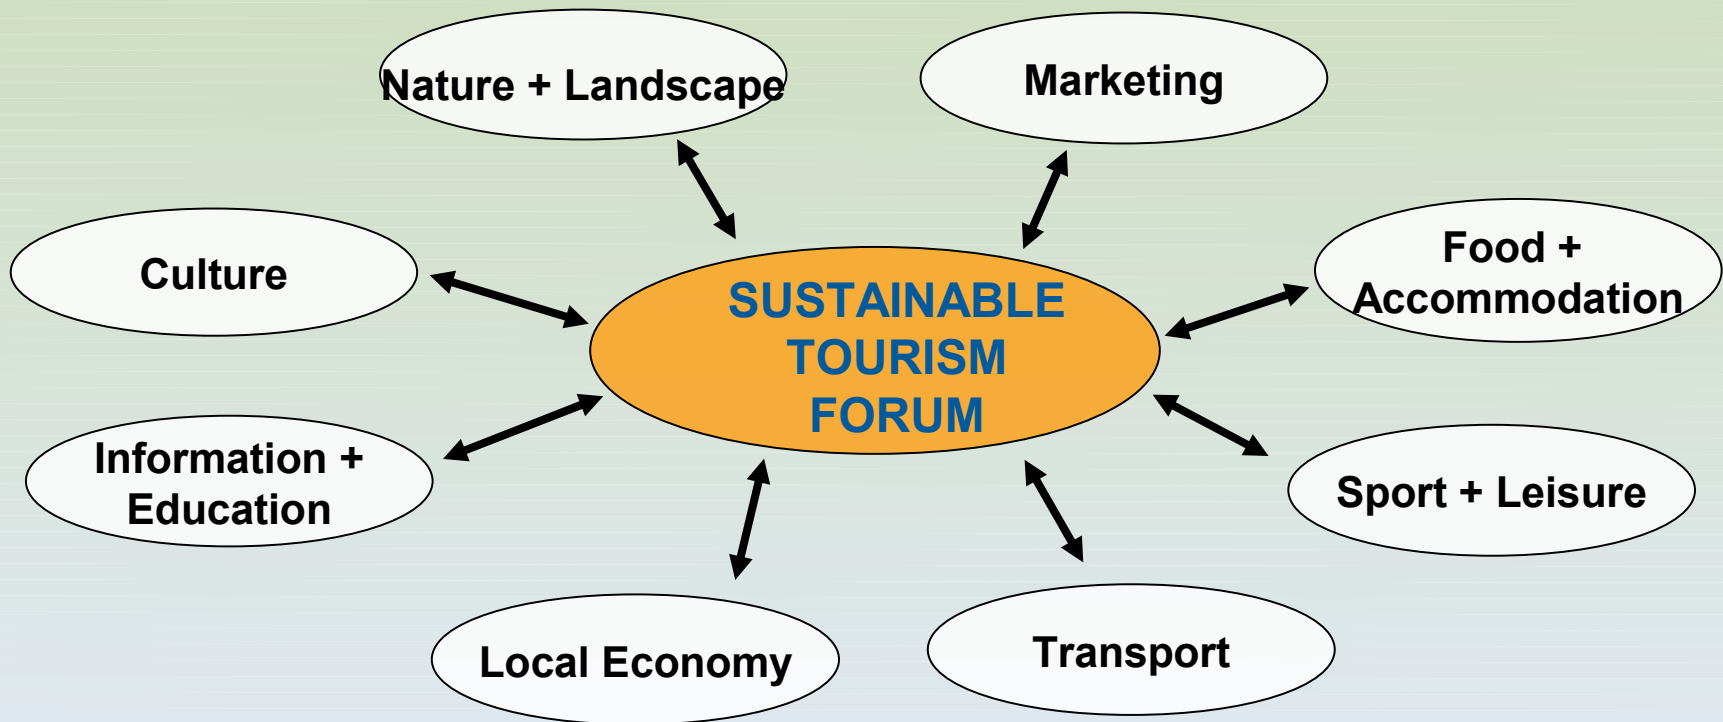 Nature + Landscape
Marketing
Culture
SUSTAINABLE
TOURISM
FORUM
Food +
Accommodation
Information +
Education
Sport + Leisure
Local Economy
Transport